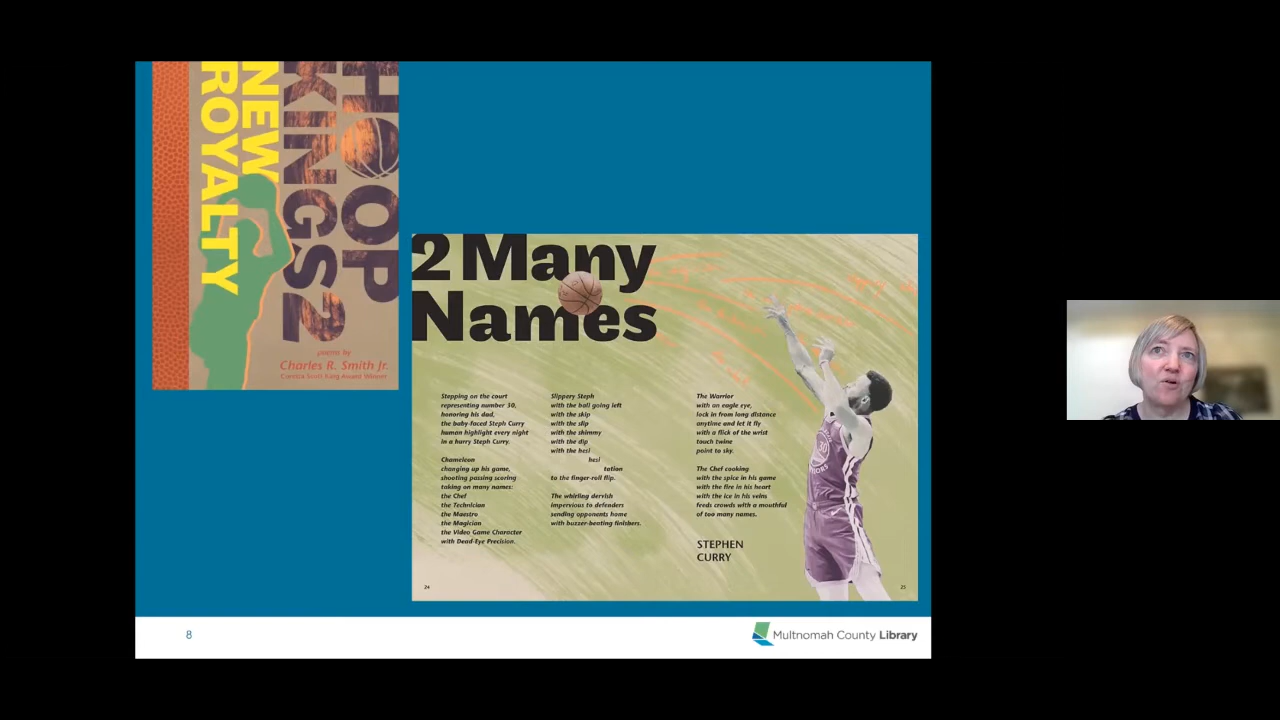 HOOP
KINGS 2
NEW
ROYALTY
poems by
Charles R. Smith Jr.
Coretta Scott King Award Winner
2 Many
Names
Stepping on the court
representing number 30,
honoring his dad,
the baby-faced Steph Curry
human highlight every night
in a hurry Steph Curry.
Chameleon
changing up his game,
shooting passing scoring
taking on many names:
the Chef
the Technician
the Maestro
the Magician
the Video Game Character
with Dead-Eye Precision.
Slippery Steph
with the ball going left
with the skip
with the slip
with the shimmy
with the dip
with the hesi
hesi
tation
to the finger-roll flip.
The whirling dervish
impervious to defenders
sending opponents home
with buzzer-beating finishers.
The Warrior
with an eagle eye,
lock in from long distance
anytime and let it fly
with a flick of the wrist
touch twine
point to sky.
The Chef cooking
with the spice in his game
with the fire in his heart
with the ice in his veins
feeds crowds with a mouthful
of too many names.
STEPHEN
CURRY
30
24
25
8
Multnomah County Library